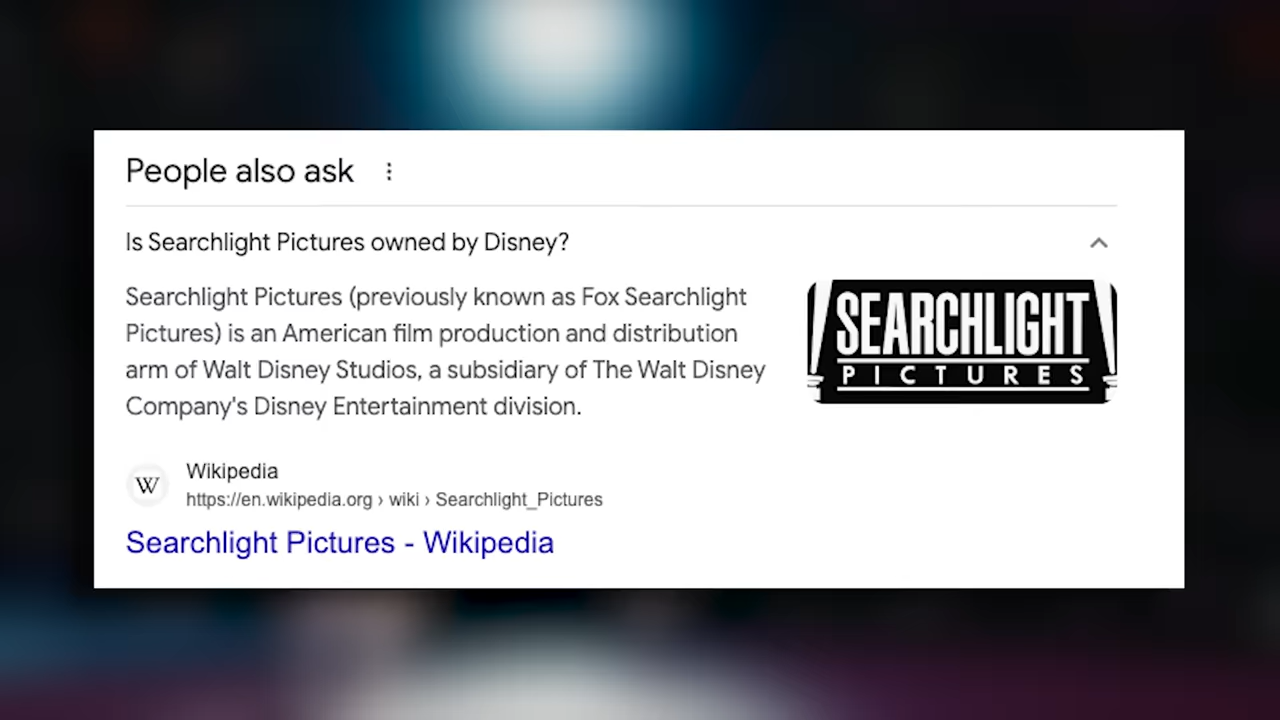 People also ask
Is Searchlight Pictures owned by Disney?
Searchlight Pictures (previously known as Fox Searchlight
Pictures) is an American film production and distribution
arm of Walt Disney Studios, a subsidiary of The Walt Disney
Company's Disney Entertainment division.
SEARCHLIGHT
PICTURES
W
Wikipedia
https://en.wikipedia.org › wiki › Searchlight_Pictures
Searchlight Pictures - Wikipedia